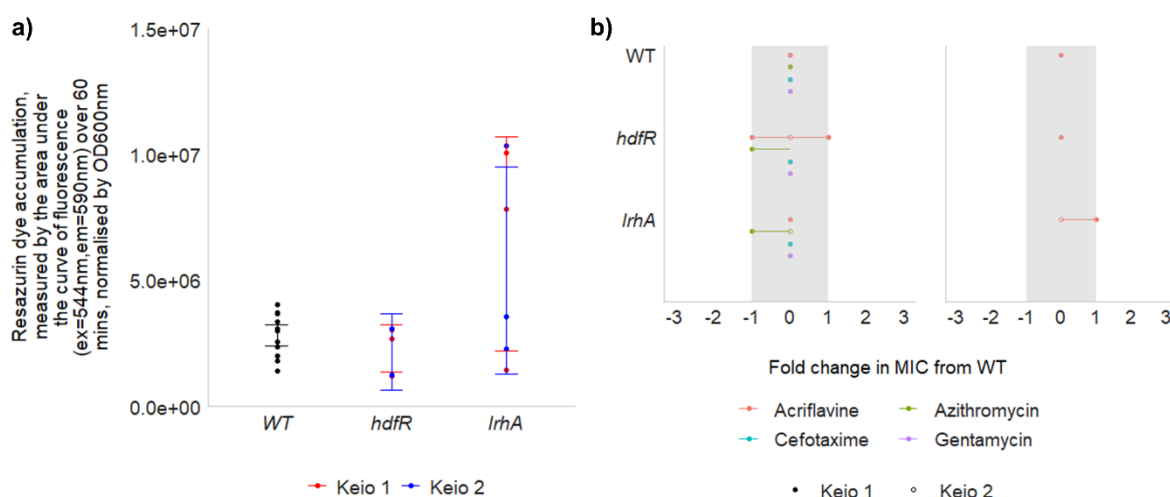 a)
Resazurin dye accumulation,
measured by the area under
the curve of fluorescence
(ex=544nm,em=590nm) over 60
mins, normalised by OD600nm
1.5e+07
1.0e+07
5.0e+06
0.0e+00
WT hdfR lrhA
Keio 1 Keio 2
b)
WT
hdfR
lrhA
-3 -2 -1 0 1 2 3 -3 -2 -1 0 1 2 3
Fold change in MIC from WT
Acriflavine Azithromycin
Cefotaxime Gentamycin
Keio 1 Keio 2